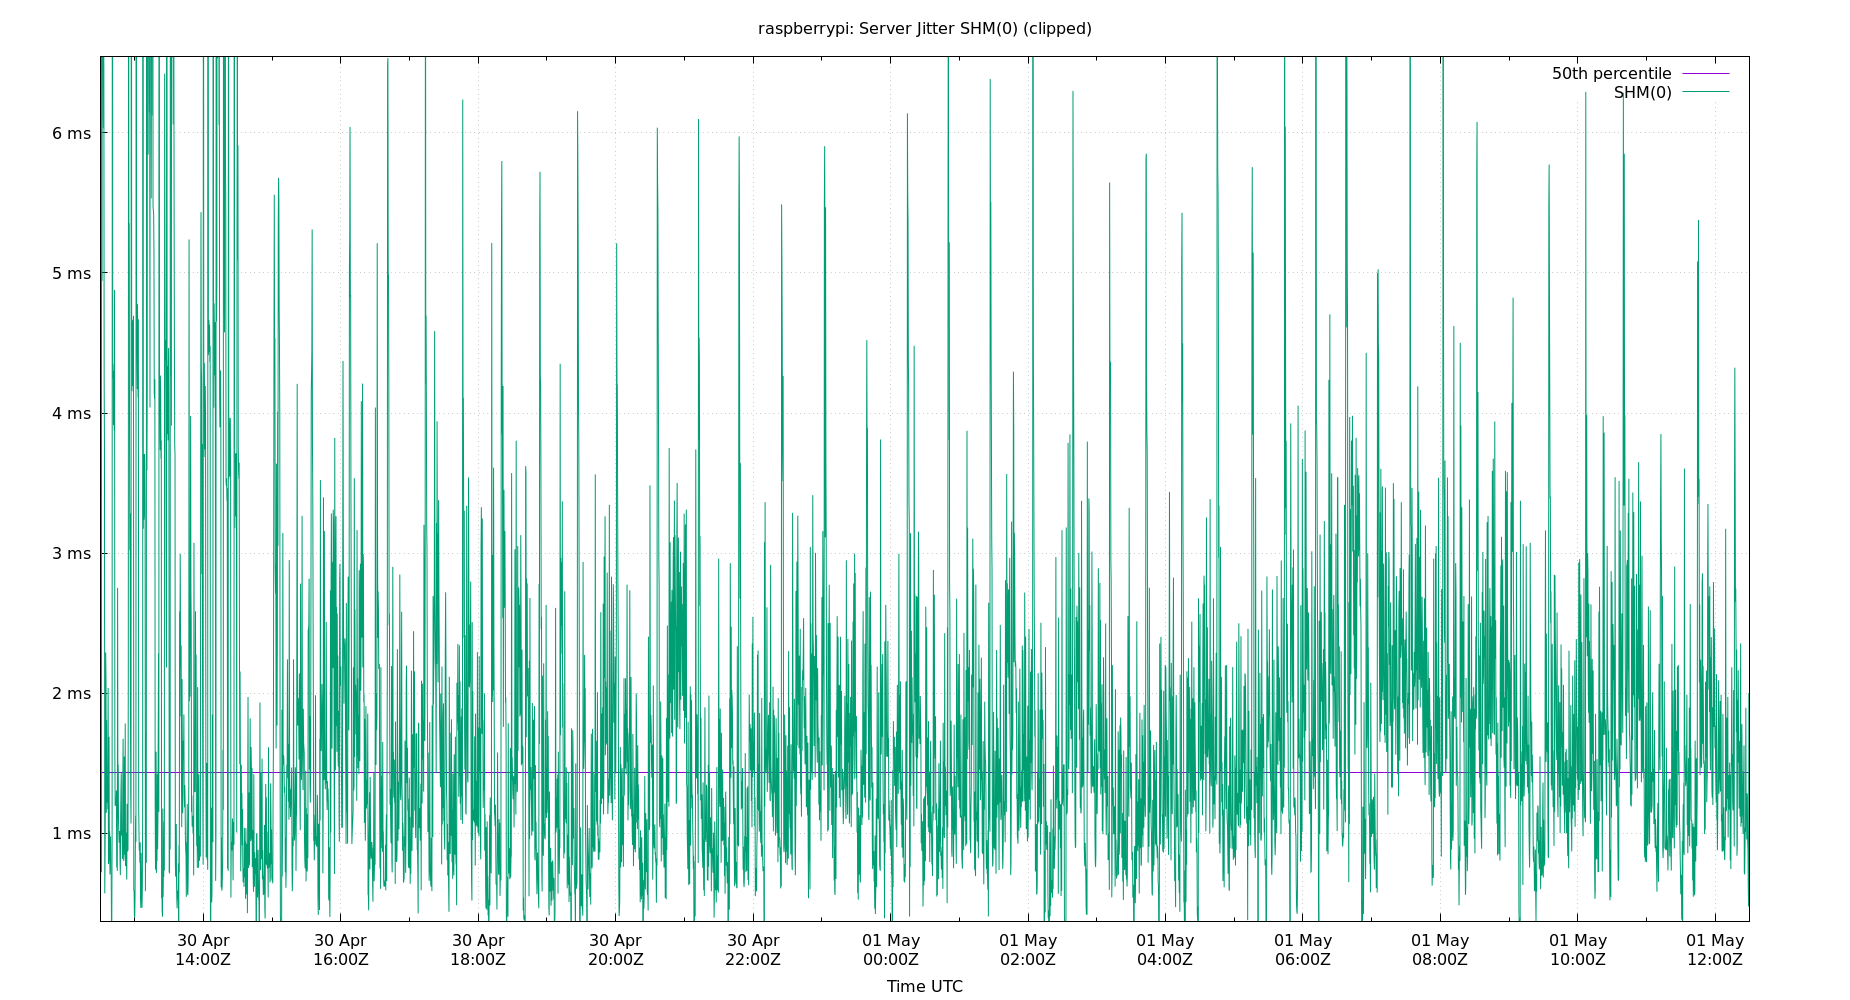 raspberrypi: Server Jitter SHM(0) (clipped)
50th percentile
SHM(0)
6 ms
5 ms
4 ms
3 ms
2 ms
1 ms
30 Apr 30 Apr 30 Apr 30 Apr 30 Apr 01 May 01 May 01 May 01 May 01 May 01 May 01 May
14:00Z 16:00Z 18:00Z 20:00Z 22:00Z 00:00Z 02:00Z 04:00Z 06:00Z 08:00Z 10:00Z 12:00Z
Time UTC